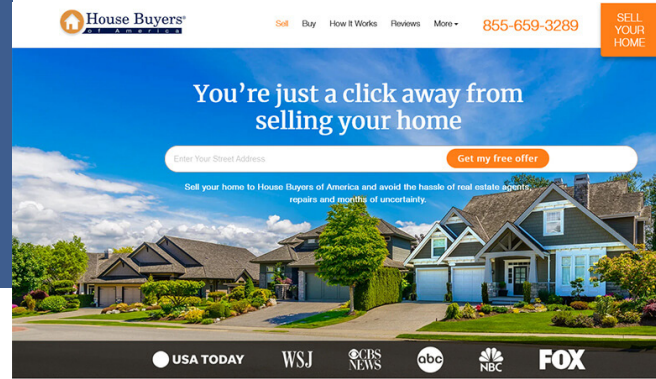 House Buyers®
of America
Sell Buy How It Works Reviews More
855-659-3289
SELL
YOUR
HOME
You're just a click away from
selling your home
Enter Your Street Address
Get my free offer
Sell your home to House Buyers of America and avoid the hassle of real estate agents,
repairs and months of uncertainty.
USA TODAY WSJ CBS NEWS abc NBC FOX